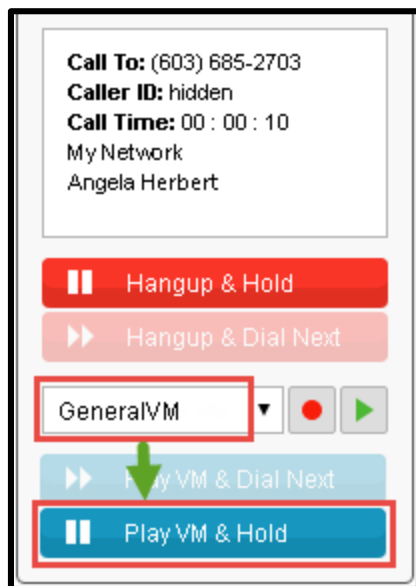 Call To: (603) 685-2703
Caller ID: hidden
Call Time: 00 : 00 : 10
My Network
Angela Herbert
Hangup & Hold
Hangup & Dial Next
GeneralVM
Play VM & Dial Next
Play VM & Hold